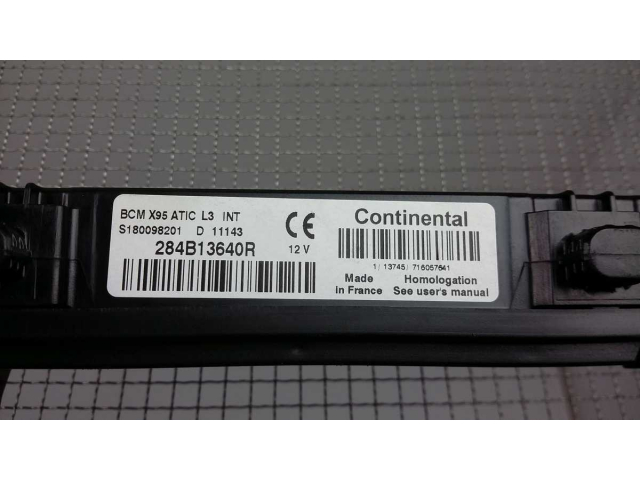 BCM X95 ATIC L3 INT
S180098201 D 11143
284B13640R
CE
12 V
Continental
1 13745 716057641
Made in France
Homologation
See user's manual